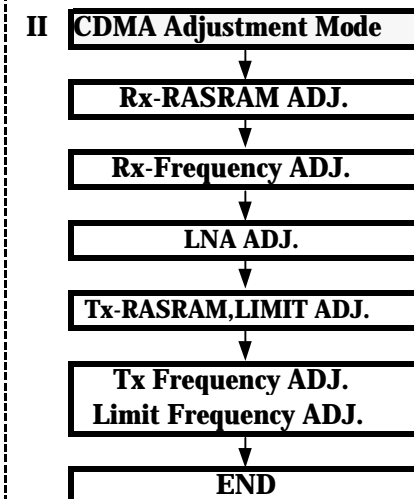 II CDMA Adjustment Mode
Rx-RASRAM ADJ.
Rx-Frequency ADJ.
LNA ADJ.
Tx-RASRAM,LIMIT ADJ.
Tx Frequency ADJ.
Limit Frequency ADJ.
END